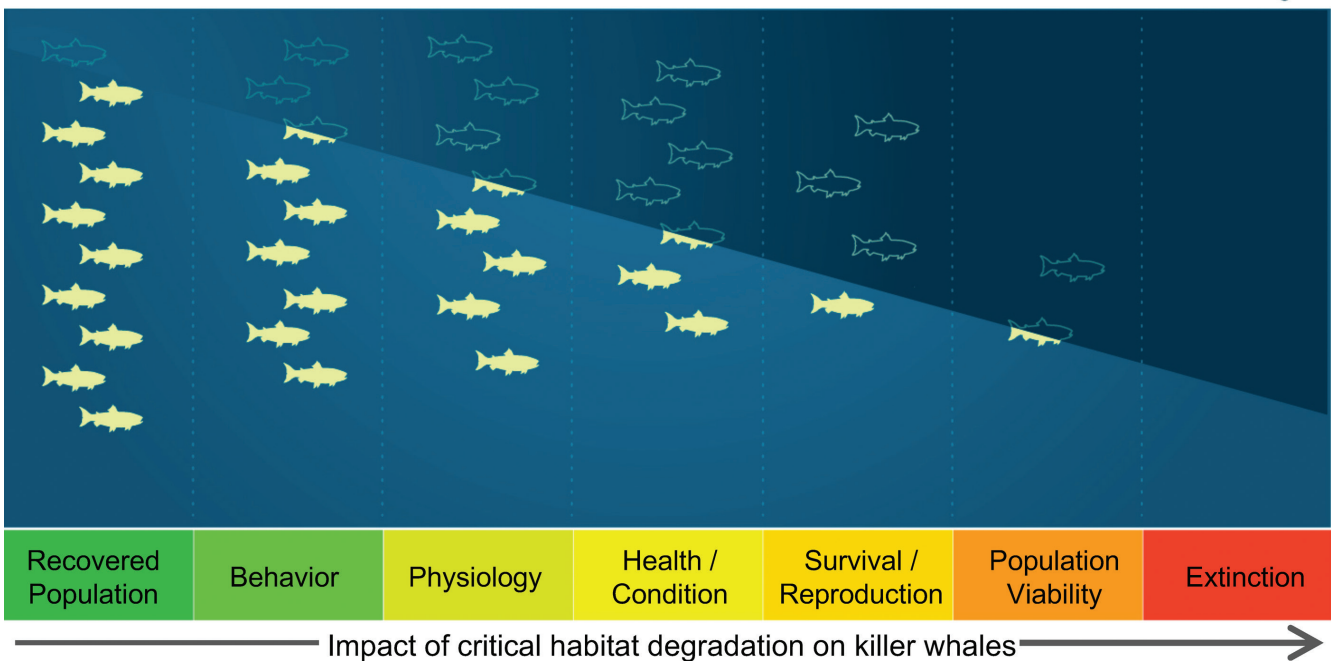 Recovered
Population
Behavior
Physiology
Health /
Condition
Survival /
Reproduction
Population
Viability
Extinction
Impact of critical habitat degradation on killer whales